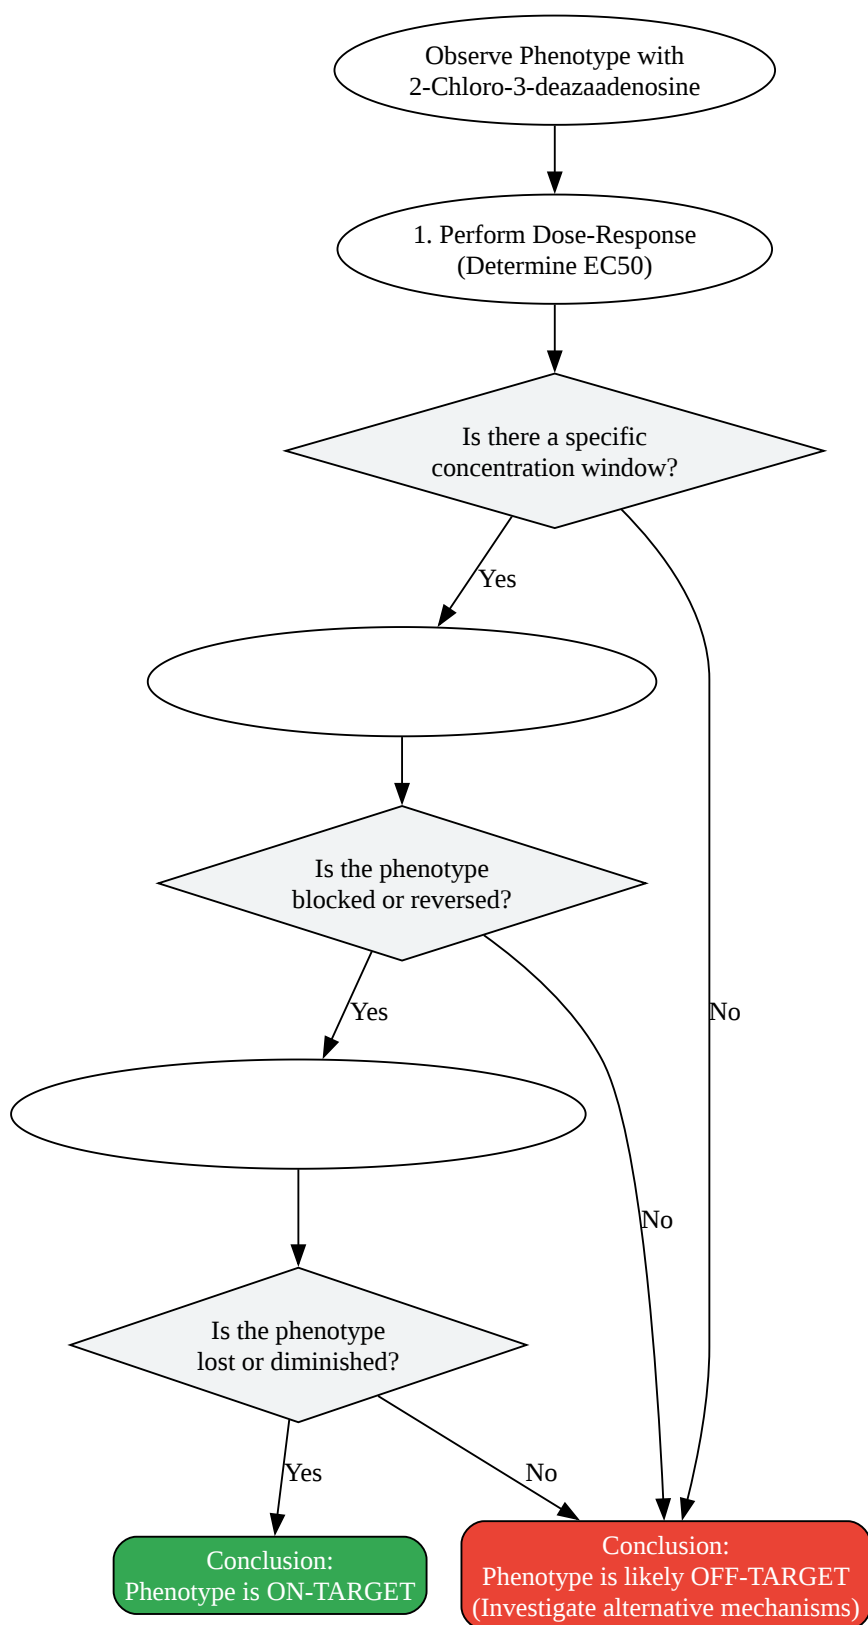 Observe Phenotype with
2-Chloro-3-deazaadenosine
1. Perform Dose-Response
(Determine EC50)
Is there a specific
concentration window?
Yes
Is the phenotype
blocked or reversed?
Yes
No
Is the phenotype
lost or diminished?
No
Yes
No
Conclusion:
Phenotype is ON-TARGET
Conclusion:
Phenotype is likely OFF-TARGET
(Investigate alternative mechanisms)